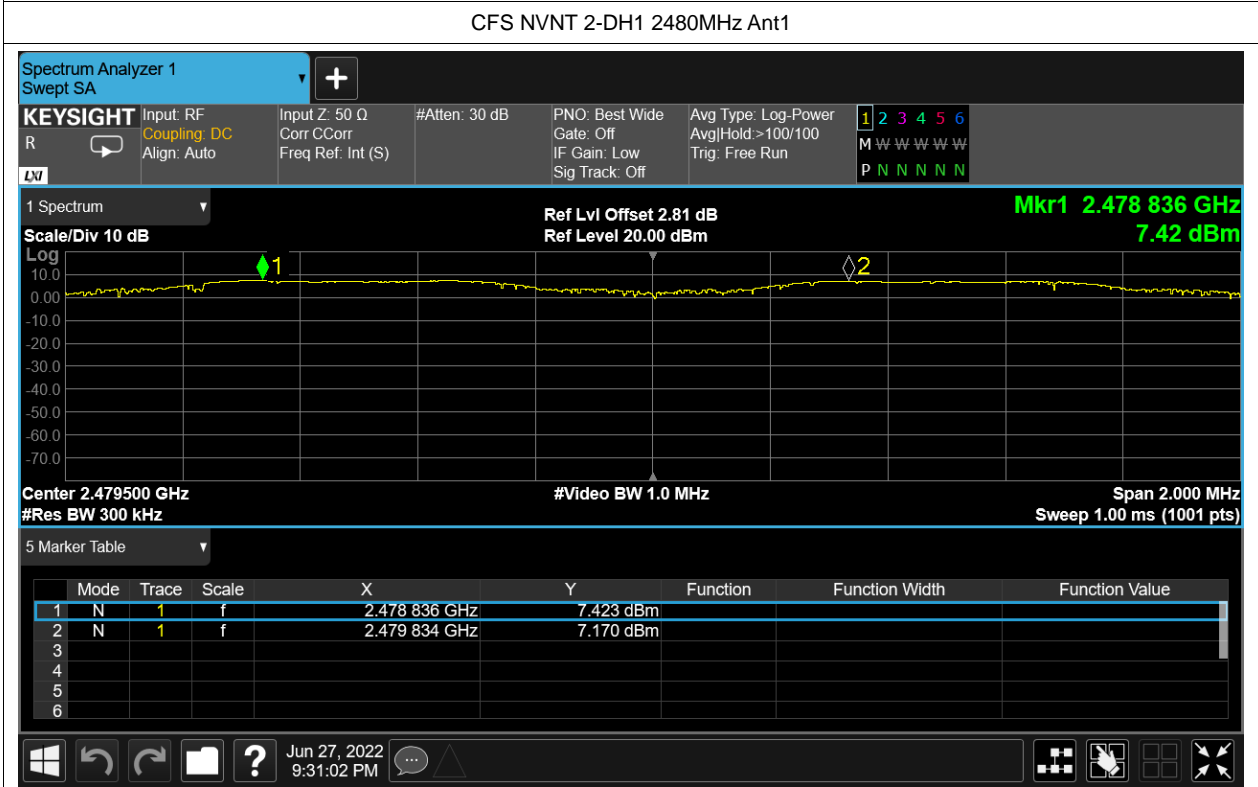 CFS NVNT 2-DH1 2480MHz Ant1
Spectrum Analyzer 1
Swept SA
KEYSIGHT
R
LXI
Input: RF
Coupling: DC
Align: Auto
Input Z: 50 Ω
Corr CCorr
Freq Ref: Int (S)
#Atten: 30 dB
PNO: Best Wide
Gate: Off
IF Gain: Low
Sig Track: Off
Avg Type: Log-Power
Avg|Hold:>100/100
Trig: Free Run
1 2 3 4 5 6
M W W W W W
P N N N N N
1 Spectrum
Scale/Div 10 dB
Ref Lvl Offset 2.81 dB
Ref Level 20.00 dBm
Mkr1 2.478 836 GHz
7.42 dBm
Log
10.0
0.00
-10.0
-20.0
-30.0
-40.0
-50.0
-60.0
-70.0
1
2
Center 2.479500 GHz
#Res BW 300 kHz
#Video BW 1.0 MHz
Span 2.000 MHz
Sweep 1.00 ms (1001 pts)
5 Marker Table
Mode Trace Scale X Y Function Function Width Function Value
1 N 1 f 2.478 836 GHz 7.423 dBm
2 N 1 f 2.479 834 GHz 7.170 dBm
3
4
5
6
?
Jun 27, 2022
9:31:02 PM